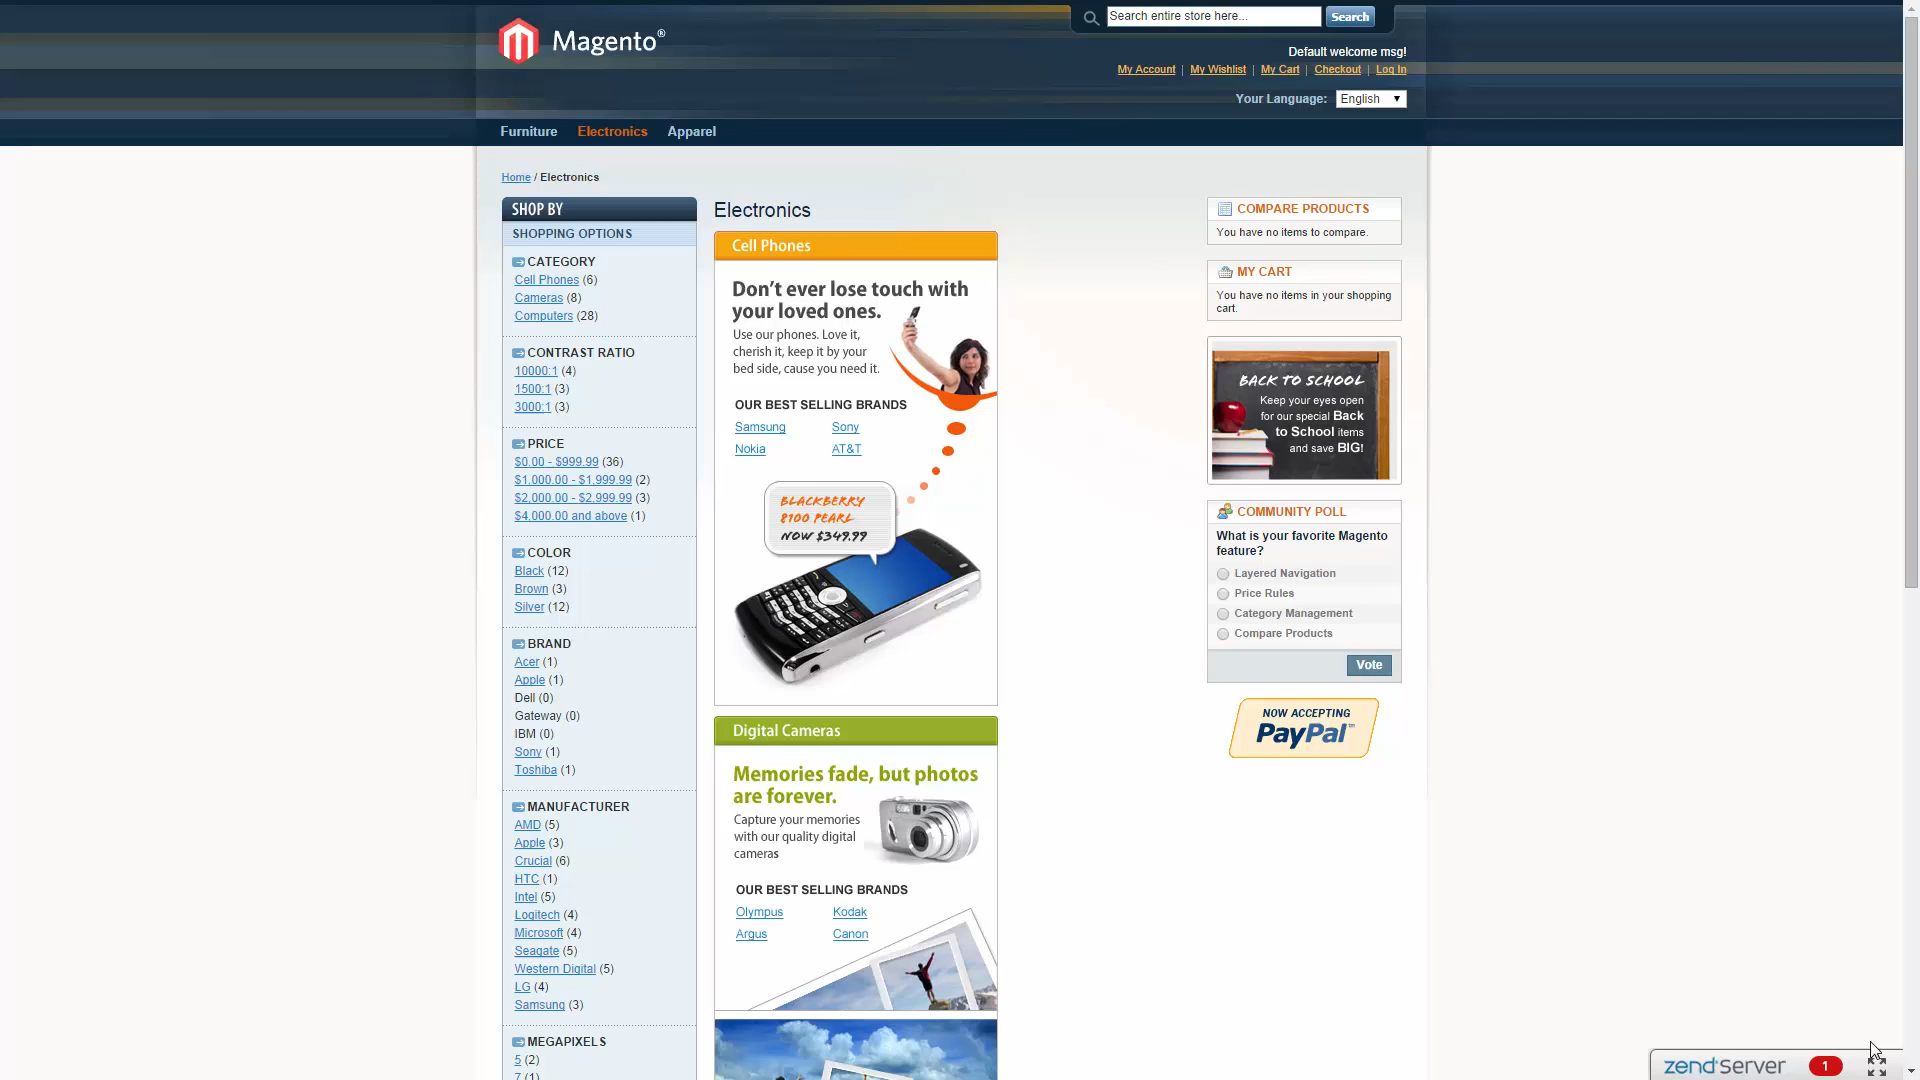 Magento®
Search entire store here...
Search
Default welcome msg!
My Account | My Wishlist | My Cart | Checkout | Log In
Your Language: English
Furniture Electronics Apparel
Home / Electronics
SHOP BY
SHOPPING OPTIONS
CATEGORY
Cell Phones (6)
Cameras (8)
Computers (28)
CONTRAST RATIO
10000:1 (4)
1500:1 (3)
3000:1 (3)
PRICE
$0.00 - $999.99 (36)
$1,000.00 - $1,999.99 (2)
$2,000.00 - $2,999.99 (3)
$4,000.00 and above (1)
COLOR
Black (12)
Brown (3)
Silver (12)
BRAND
Acer (1)
Apple (1)
Dell (0)
Gateway (0)
IBM (0)
Sony (1)
Toshiba (1)
MANUFACTURER
AMD (5)
Apple (3)
Crucial (6)
HTC (1)
Intel (5)
Logitech (4)
Microsoft (4)
Seagate (5)
Western Digital (5)
LG (4)
Samsung (3)
MEGAPIXELS
5 (2)
7 (1)
Electronics
Cell Phones
Don't ever lose touch with
your loved ones.
Use our phones. Love it,
cherish it, keep it by your
bed side, cause you need it.
OUR BEST SELLING BRANDS
Samsung Sony
Nokia AT&T
BLACKBERRY
8100 PEARL
NOW $349.99
Digital Cameras
Memories fade, but photos
are forever.
Capture your memories
with our quality digital
cameras
OUR BEST SELLING BRANDS
Olympus Kodak
Argus Canon
COMPARE PRODUCTS
You have no items to compare.
MY CART
You have no items in your shopping
cart.
BACK TO SCHOOL
Keep your eyes open
for our special Back
to School items
and save BIG!
COMMUNITY POLL
What is your favorite Magento
feature?
Layered Navigation
Price Rules
Category Management
Compare Products
Vote
NOW ACCEPTING
PayPal™
zend Server 1